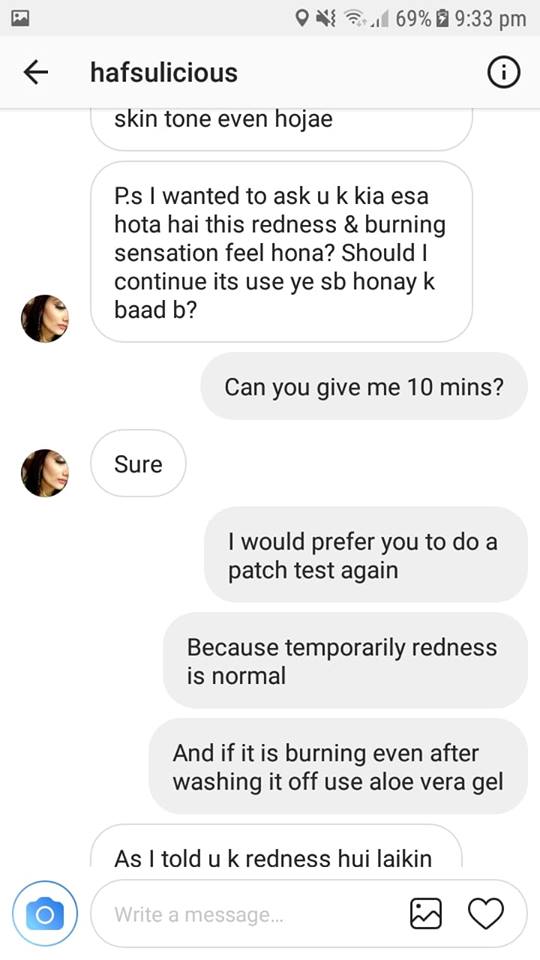 69% 9:33 pm
hafsulicious
skin tone even hojae
P.s I wanted to ask u k kia esa
hota hai this redness & burning
sensation feel hona? Should I
continue its use ye sb honay k
baad b?
Can you give me 10 mins?
Sure
I would prefer you to do a
patch test again
Because temporarily redness
is normal
And if it is burning even after
washing it off use aloe vera gel
As I told u k redness hui laikin
Write a message...